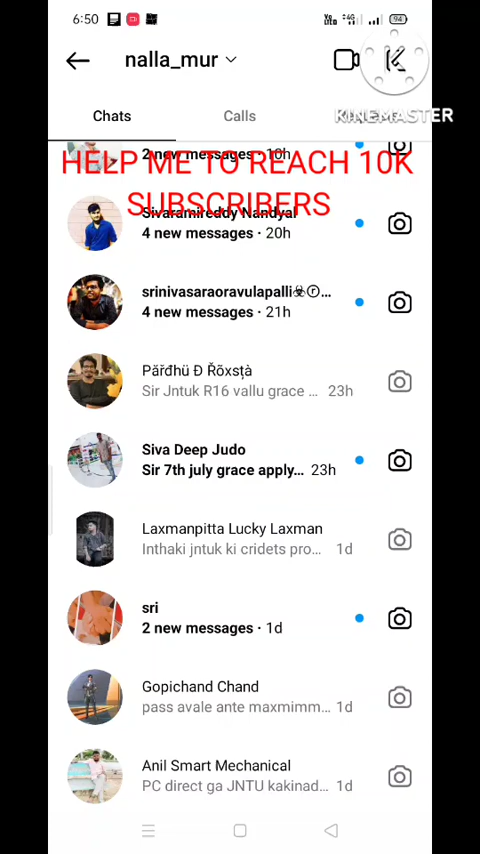 6:50
94
nalla_mur
KINEMASTER
Chats
Calls
2 new messages · 10h
HELP ME TO REACH 10K
SUBSCRIBERS
Sivaramireddy Nandyal
4 new messages · 20h
srinivasaraoravulapalli☣ⓡ...
4 new messages · 21h
Přđhü Đ Řõxsțà
Sir Jntuk R16 vallu grace ... 23h
Siva Deep Judo
Sir 7th july grace apply... 23h
Laxmanpitta Lucky Laxman
Inthaki jntuk ki cridets pro... 1d
sri
2 new messages · 1d
Gopichand Chand
pass avale ante maxmimm... 1d
Anil Smart Mechanical
PC direct ga JNTU kakinad... 1d